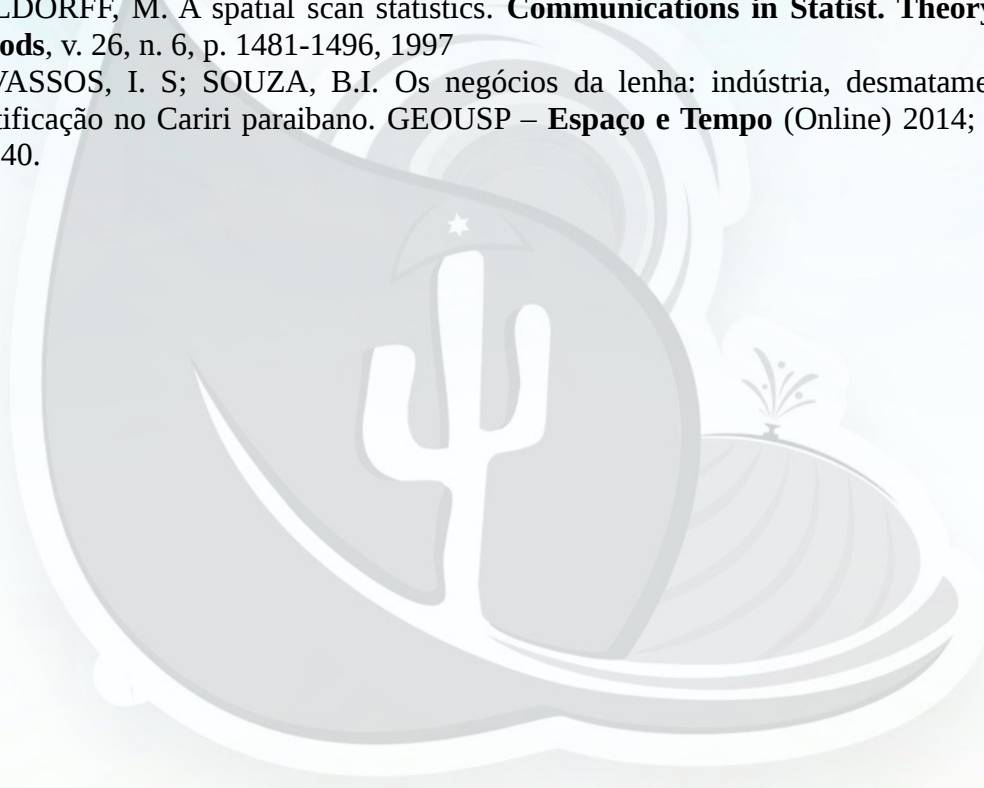 LDORFF, M. A spatial scan statistics. Communications in Statist. Theory
ods, v. 26, n. 6, p. 1481-1496, 1997
VASSOS, I. S; SOUZA, B.I. Os negócios da lenha: indústria, desmatame
tificação no Cariri paraibano. GEOUSP – Espaço e Tempo (Online) 2014;
40.